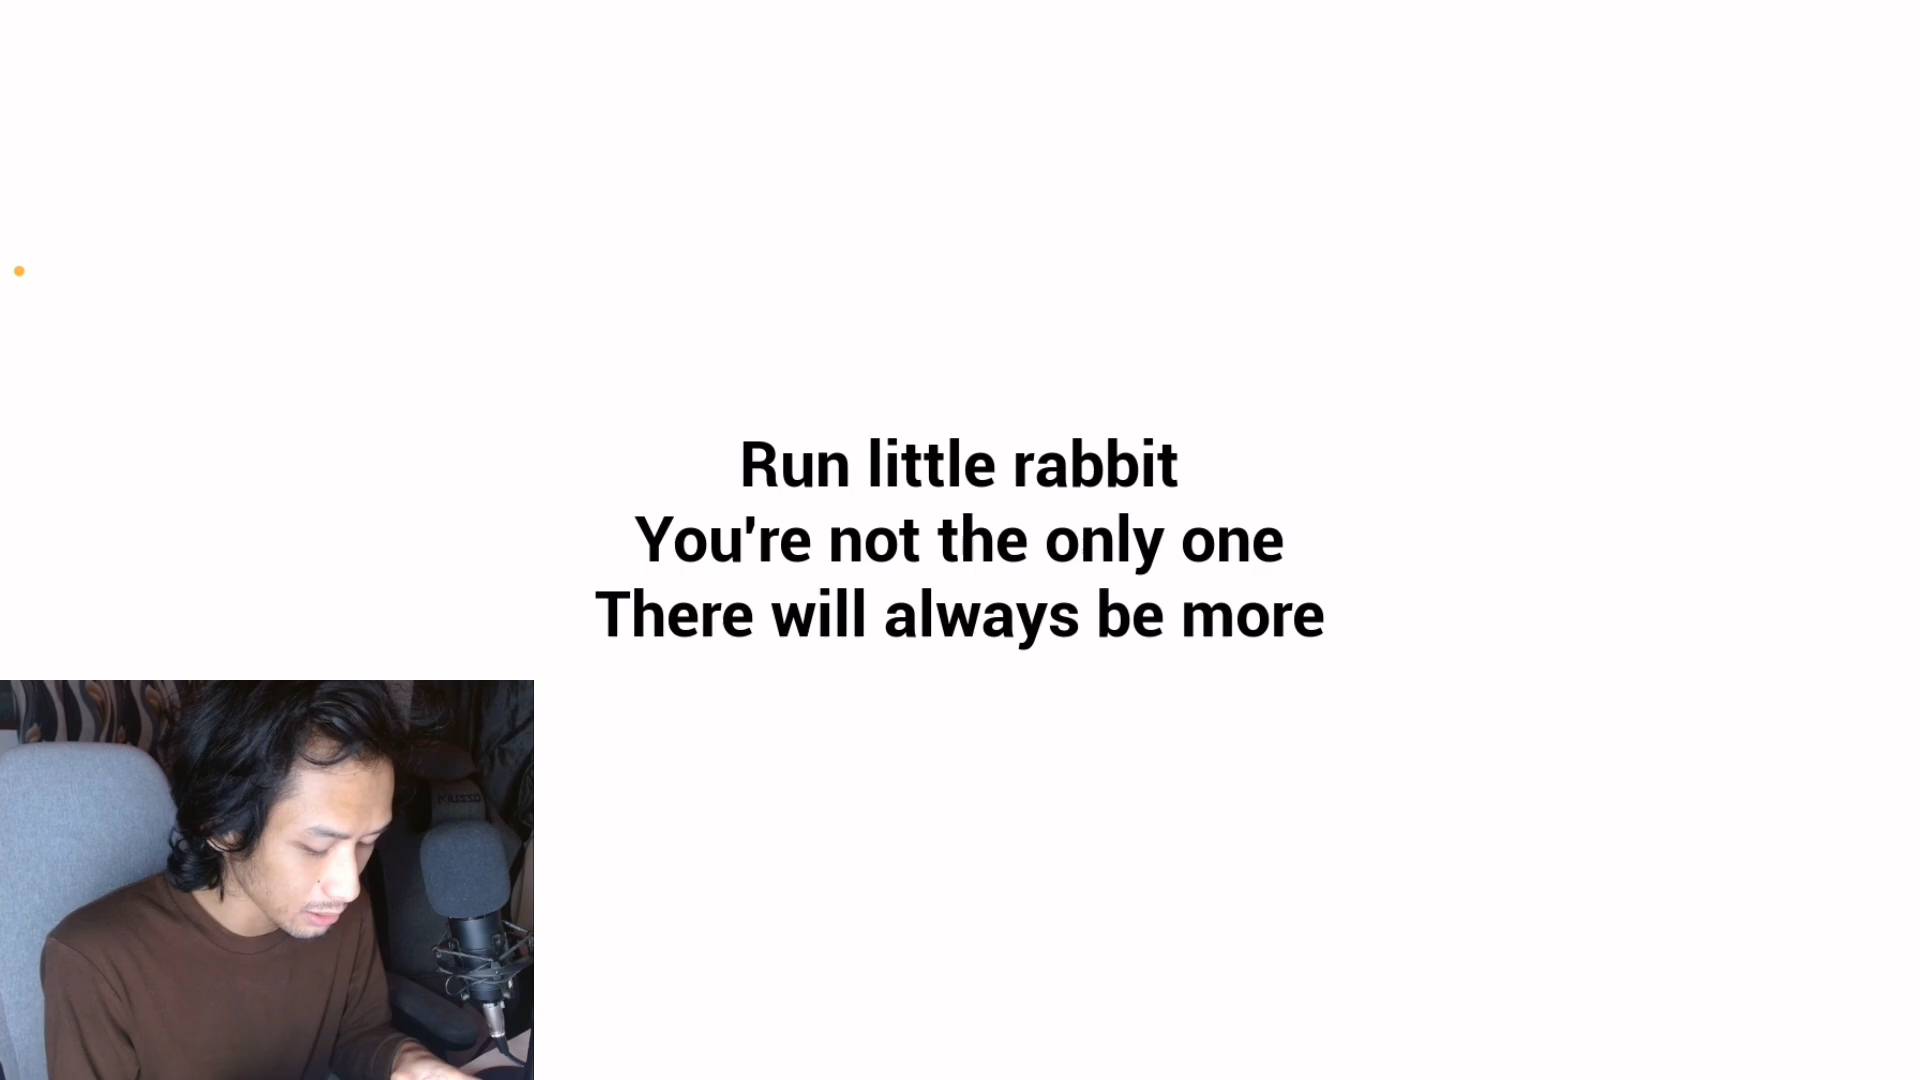 Run little rabbit
You're not the only one
There will always be more